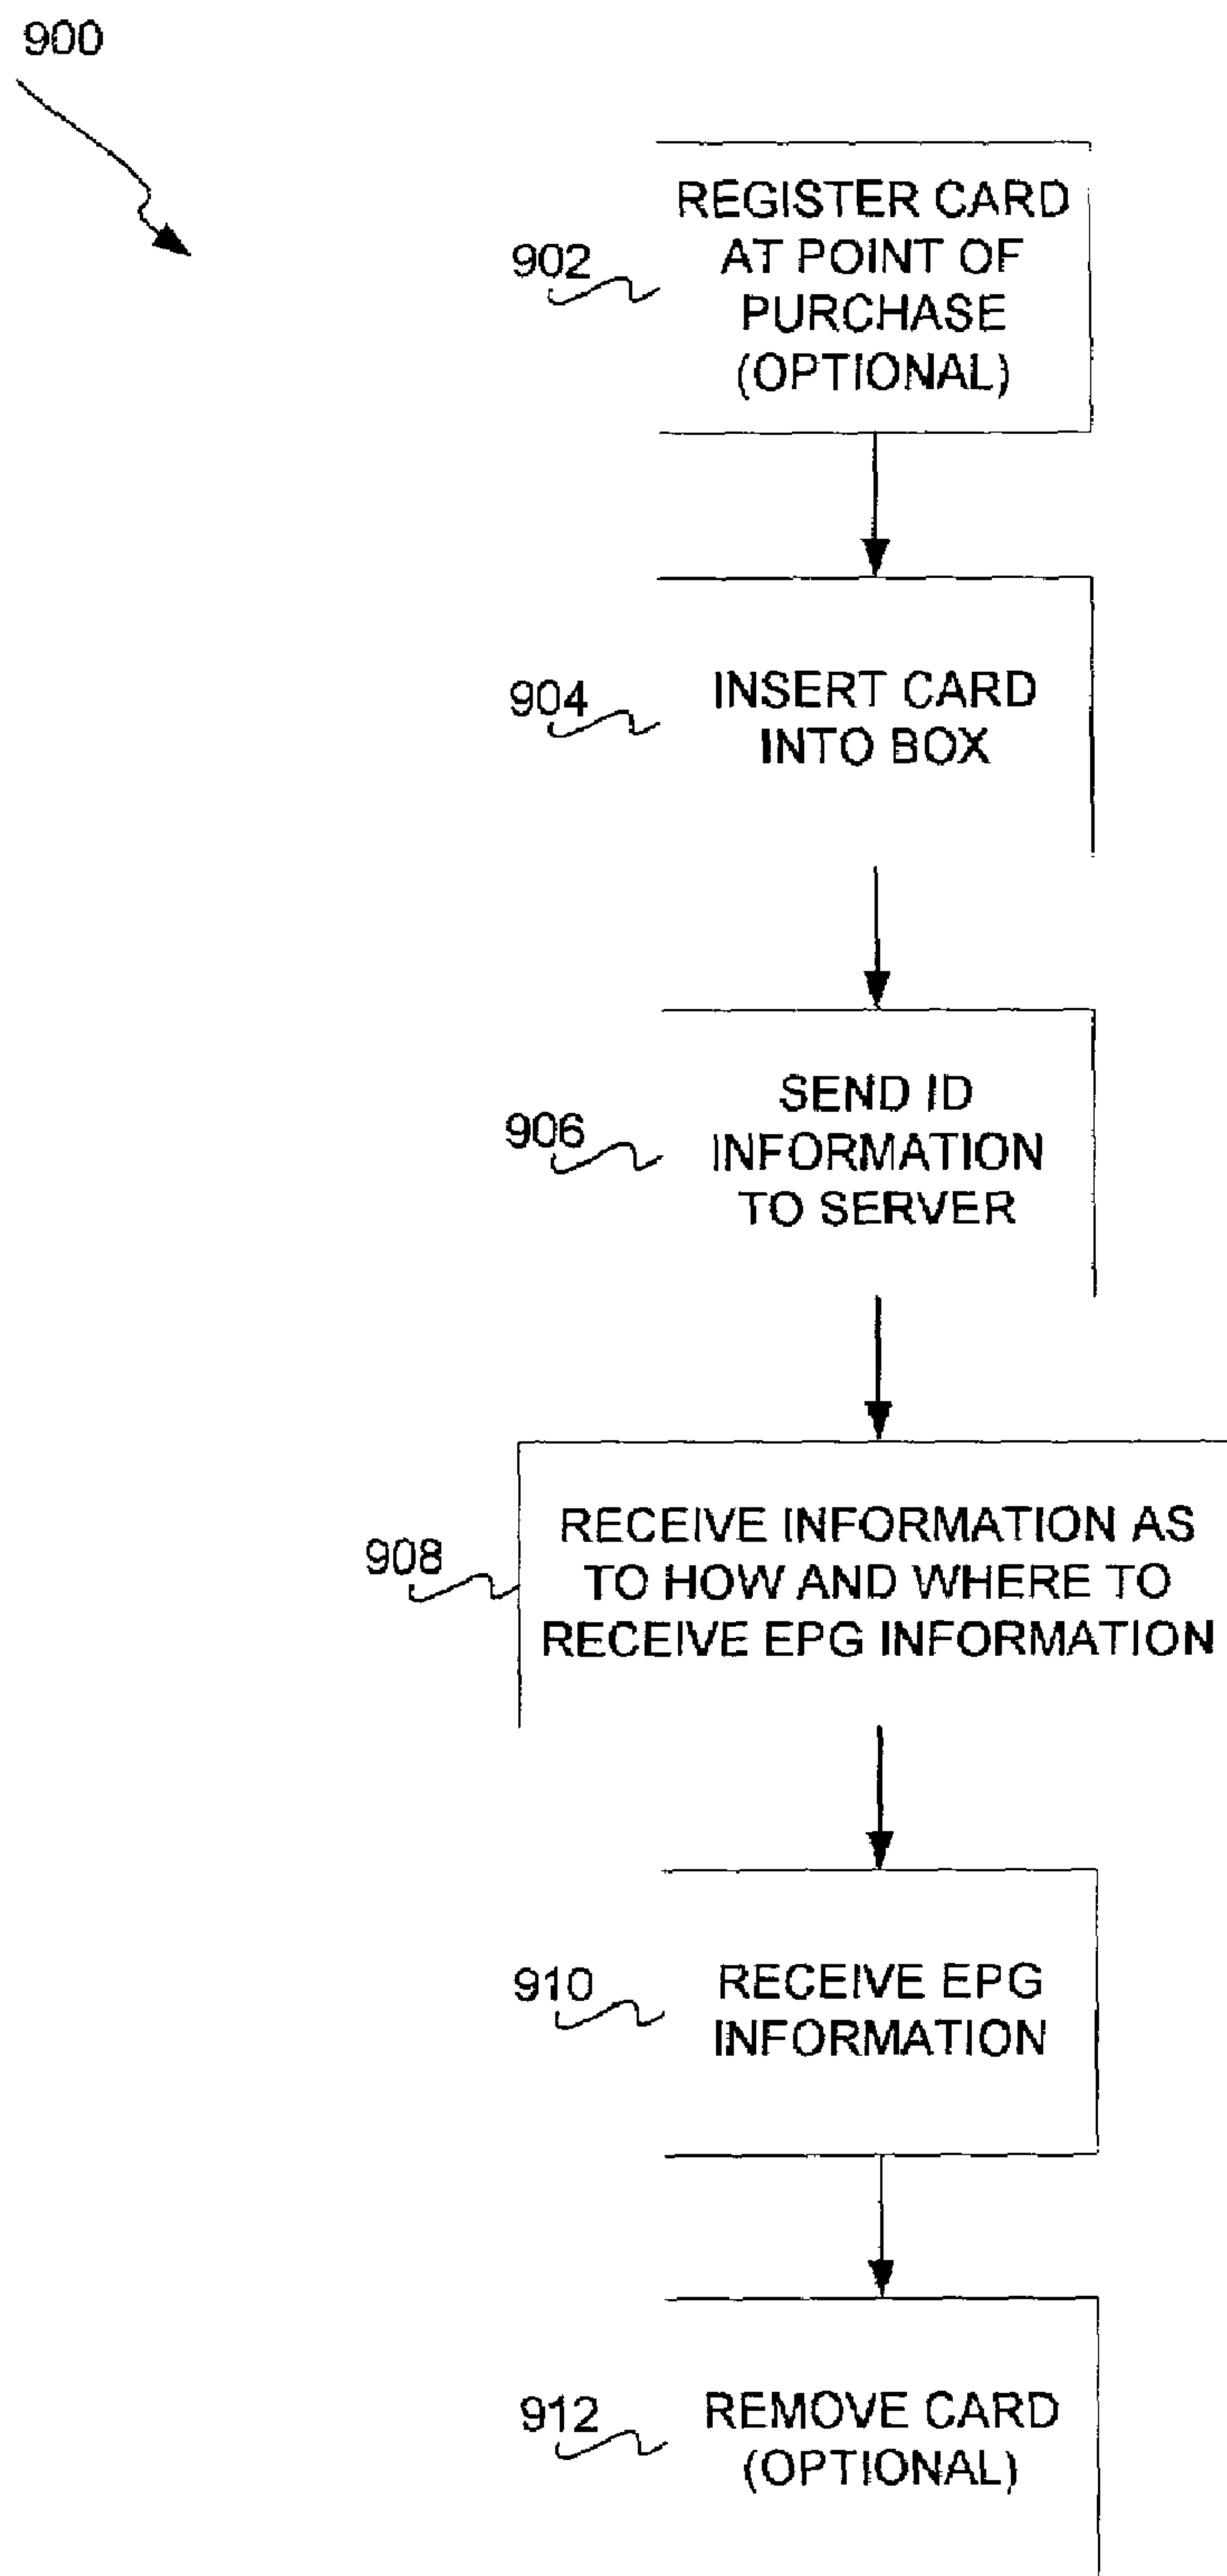 900
902
REGISTER CARD
AT POINT OF
PURCHASE
(OPTIONAL)
904
INSERT CARD
INTO BOX
906
SEND ID
INFORMATION
TO SERVER
908
RECEIVE INFORMATION AS
TO HOW AND WHERE TO
RECEIVE EPG INFORMATION
910
RECEIVE EPG
INFORMATION
912
REMOVE CARD
(OPTIONAL)